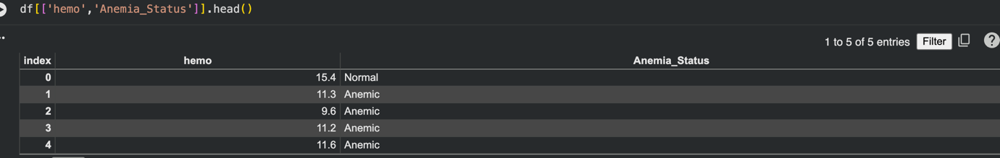 df[['hemo','Anemia_Status']].head()
1 to 5 of 5 entries Filter
index hemo Anemia_Status
0 15.4 Normal
1 11.3 Anemic
2 9.6 Anemic
3 11.2 Anemic
4 11.6 Anemic